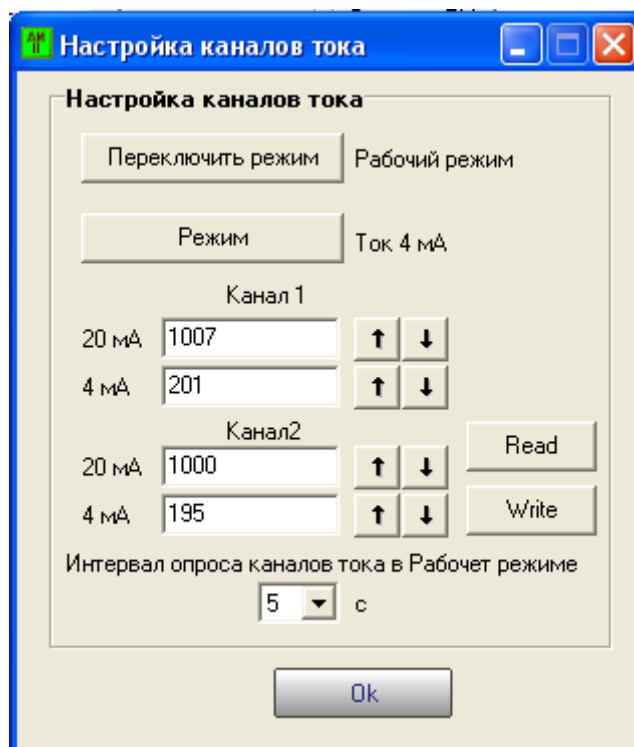 Настройка каналов тока
Настройка каналов тока
Переключить режим Рабочий режим
Режим Ток 4 мА
Канал 1
20 мА 1007
4 мА 201
Канал2
20 мА 1000
Read
4 мА 195
Write
Интервал опроса каналов тока в Рабочет режиме
5 с
Ok